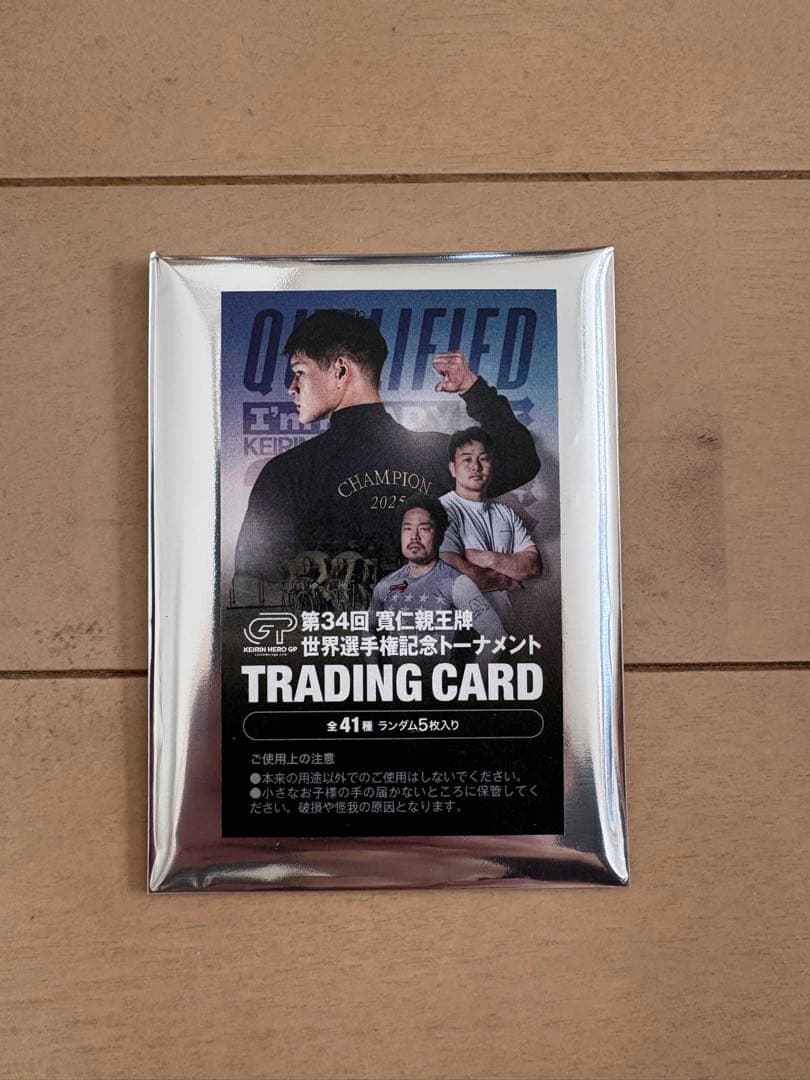 QUALIFIED
I'm
KEIRIN
CHAMPION
2025
GP
KEIRIN HERO GP
第34回 寛仁親王牌
世界選手権記念トーナメント
TRADING CARD
全41種 ランダム5枚入り
ご使用上の注意
●本来の用途以外でのご使用はしないでください。
●小さなお子様の手の届かないところに保管してく
ださい。破損や怪我の原因となります。